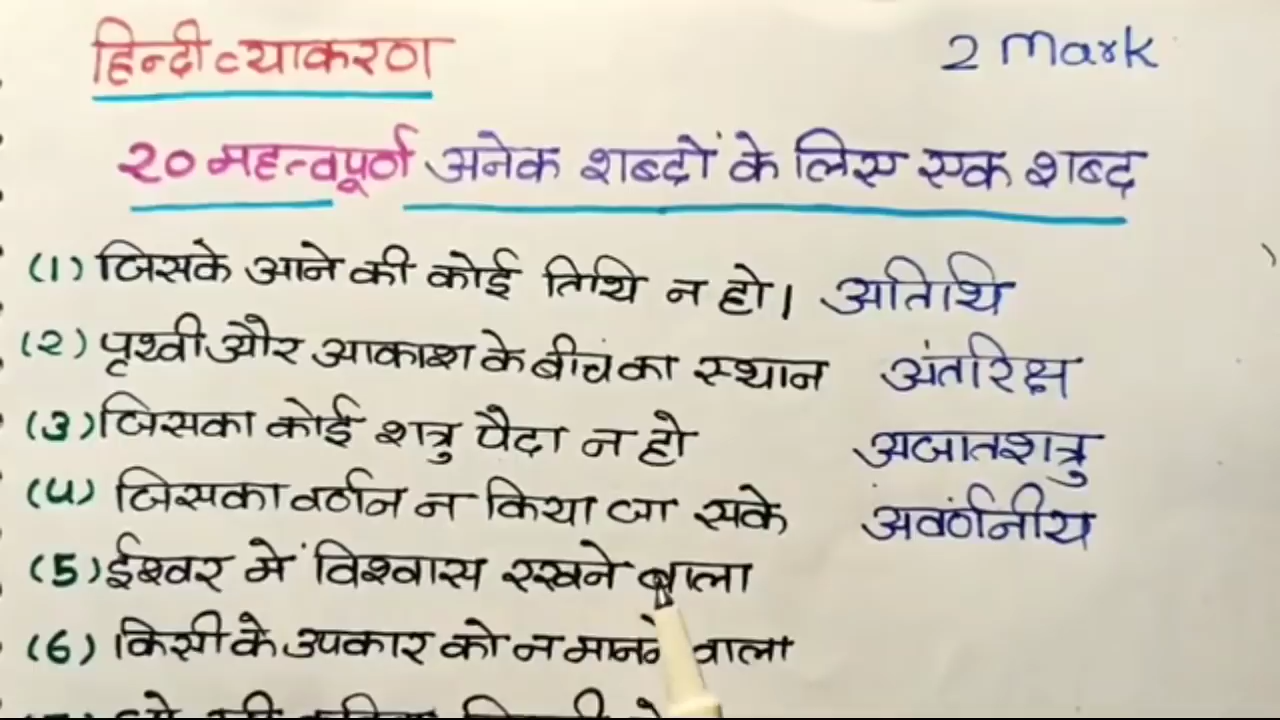 हिन्दी व्याकरण 2 Mark
20 महत्वपूर्ण अनेक शब्दों के लिए एक शब्द
(1) जिसके आने की कोई तिथि न हो। अतिथि
(2) पृथ्वी और आकाश के बीच का स्थान अंतरिक्ष
(3) जिसका कोई शत्रु पैदा न हो अजातशत्रु
(4) जिसका वर्णन न किया जा सके अवर्णनीय
(5) ईश्वर में विश्वास रखने वाला
(6) किसी के उपकार को न मानने वाला